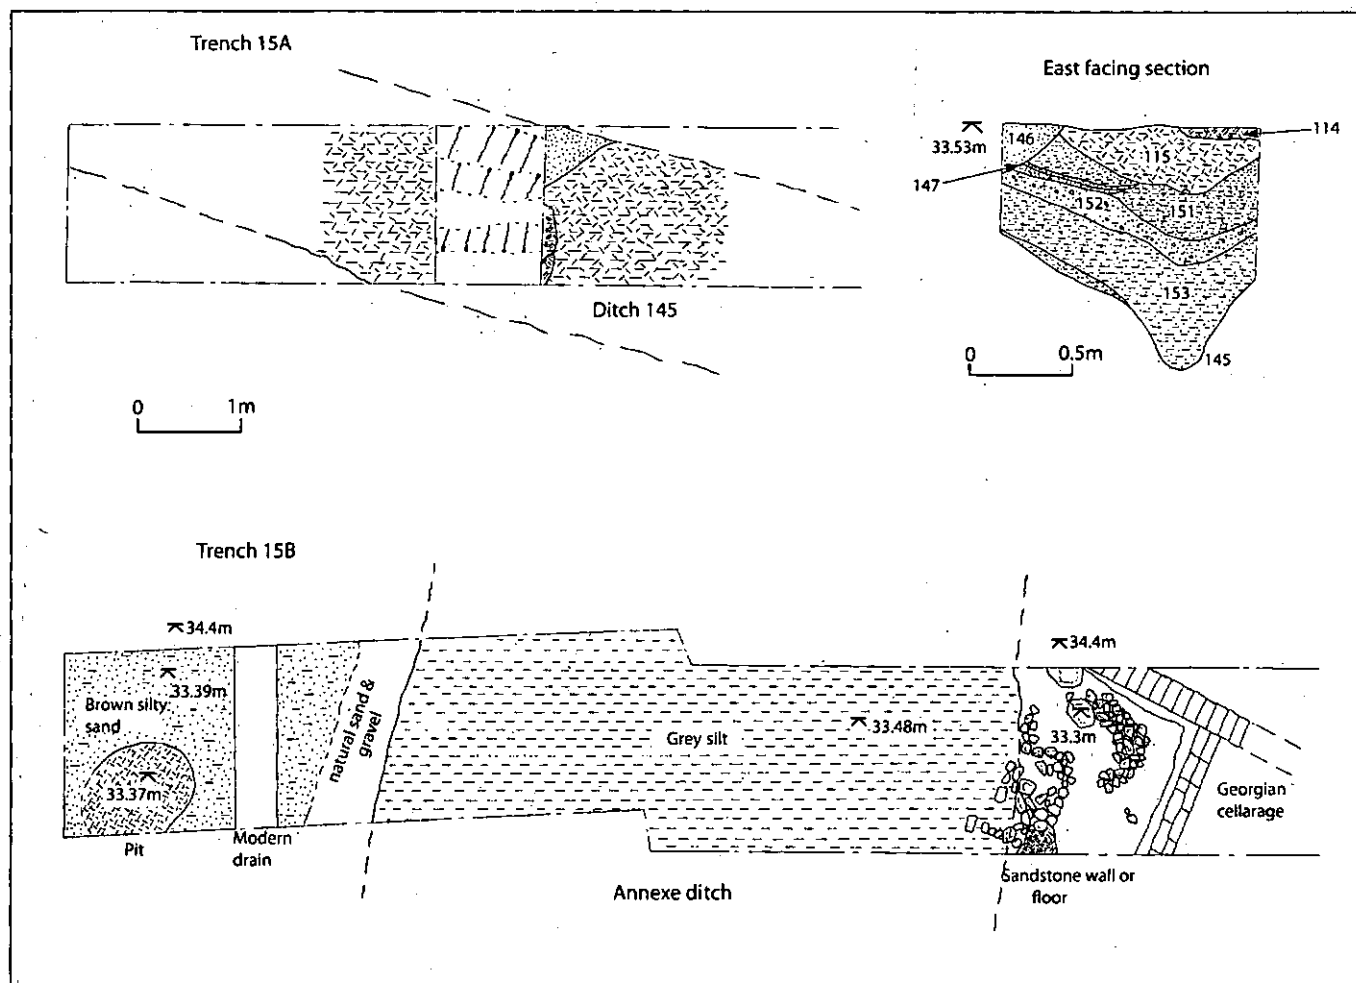 Trench 15A
East facing section
33.53m
146
115
114
147
152
151
153
145
Ditch 145
0 1m
0 0.5m
Trench 15B
34.4m
33.39m
Brown silty
sand
33.37m
Pit
Modern
drain
natural sand &
gravel
Grey silt
33.48m
34.4m
33.3m
Georgian
cellarage
Sandstone wall or
floor
Annexe ditch